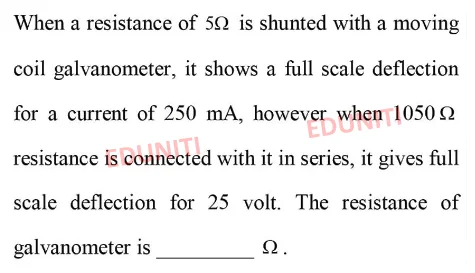 When a resistance of 5Ω is shunted with a moving
coil galvanometer, it shows a full scale deflection
for a current of 250 mA, however when 1050 Ω
EDUNITI
resistance is connected with it in series, it gives full
EDUNITI
scale deflection for 25 volt. The resistance of
galvanometer is __________ Ω .